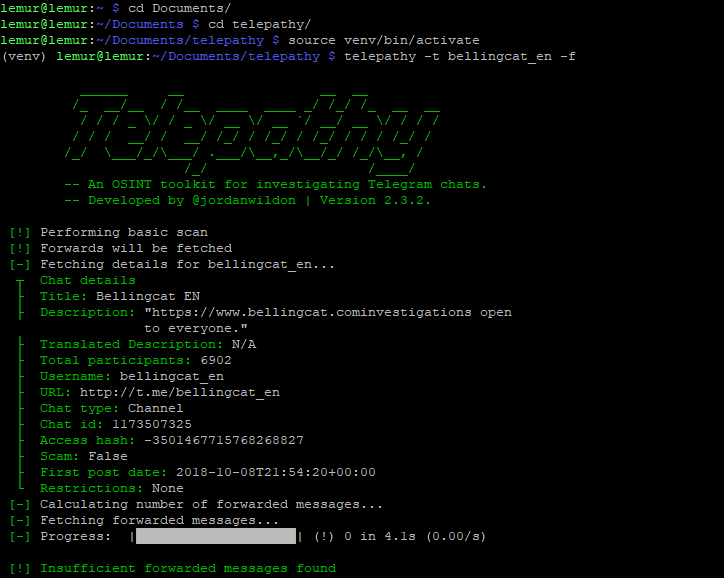 lemur@lemur:~ $ cd Documents/
lemur@lemur:~/Documents $ cd telepathy/
lemur@lemur:~/Documents/telepathy $ source venv/bin/activate
(venv) lemur@lemur:~/Documents/telepathy $ telepathy -t bellingcat_en -f
Telepathy
-- An OSINT toolkit for investigating Telegram chats.
-- Developed by @jordanwildon | Version 2.3.2.
[!] Performing basic scan
[!] Forwards will be fetched
[-] Fetching details for bellingcat_en...
┬ Chat details
├ Title: Bellingcat EN
├ Description: "https://www.bellingcat.cominvestigations open
to everyone."
├ Translated Description: N/A
├ Total participants: 6902
├ Username: bellingcat_en
├ URL: http://t.me/bellingcat_en
├ Chat type: Channel
├ Chat id: 1173507325
├ Access hash: -3501467715768268827
├ Scam: False
├ First post date: 2018-10-08T21:54:20+00:00
└ Restrictions: None
[-] Calculating number of forwarded messages...
[-] Fetching forwarded messages...
[-] Progress: |████████████████████| (!) 0 in 4.1s (0.00/s)
[!] Insufficient forwarded messages found